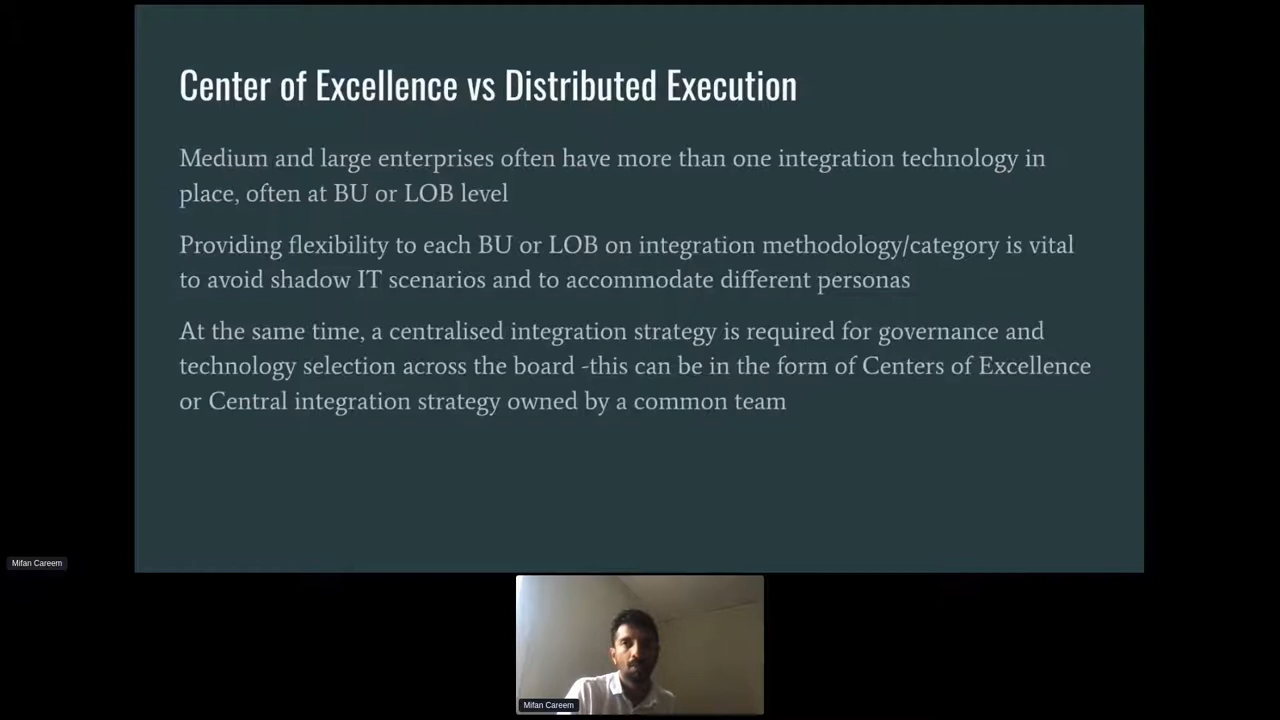 Center of Excellence vs Distributed Execution
Medium and large enterprises often have more than one integration technology in
place, often at BU or LOB level
Providing flexibility to each BU or LOB on integration methodology/category is vital
to avoid shadow IT scenarios and to accommodate different personas
At the same time, a centralised integration strategy is required for governance and
technology selection across the board -this can be in the form of Centers of Excellence
or Central integration strategy owned by a common team
Mifan Careem
Mifan Careem